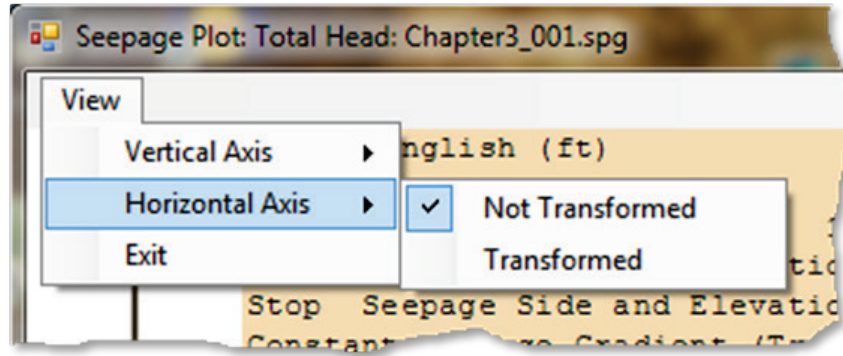 Seepage Plot: Total Head: Chapter3_001.spg
View
Vertical Axis
nglish (ft)
Horizontal Axis
Not Transformed
Exit
Transformed
Stop Seepage Side and Elevatio